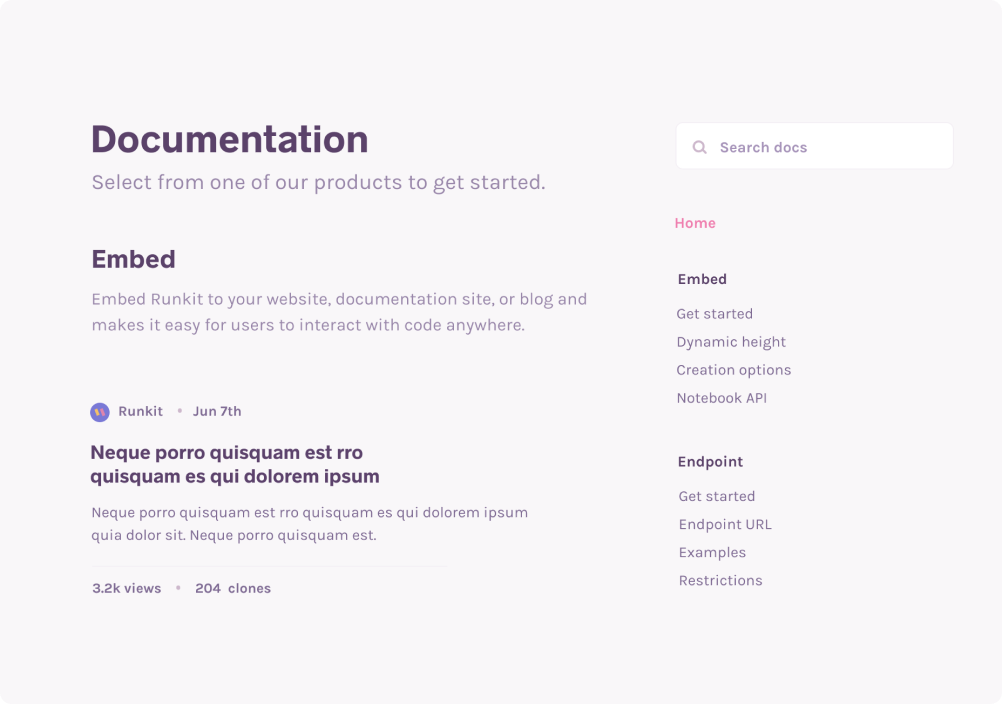 Documentation
Select from one of our products to get started.
Embed
Embed Runkit to your website, documentation site, or blog and
makes it easy for users to interact with code anywhere.
Runkit • Jun 7th
Neque porro quisquam est rro
quisquam es qui dolorem ipsum
Neque porro quisquam est rro quisquam es qui dolorem ipsum
quia dolor sit. Neque porro quisquam est.
3.2k views • 204 clones
Search docs
Home
Embed
Get started
Dynamic height
Creation options
Notebook API
Endpoint
Get started
Endpoint URL
Examples
Restrictions